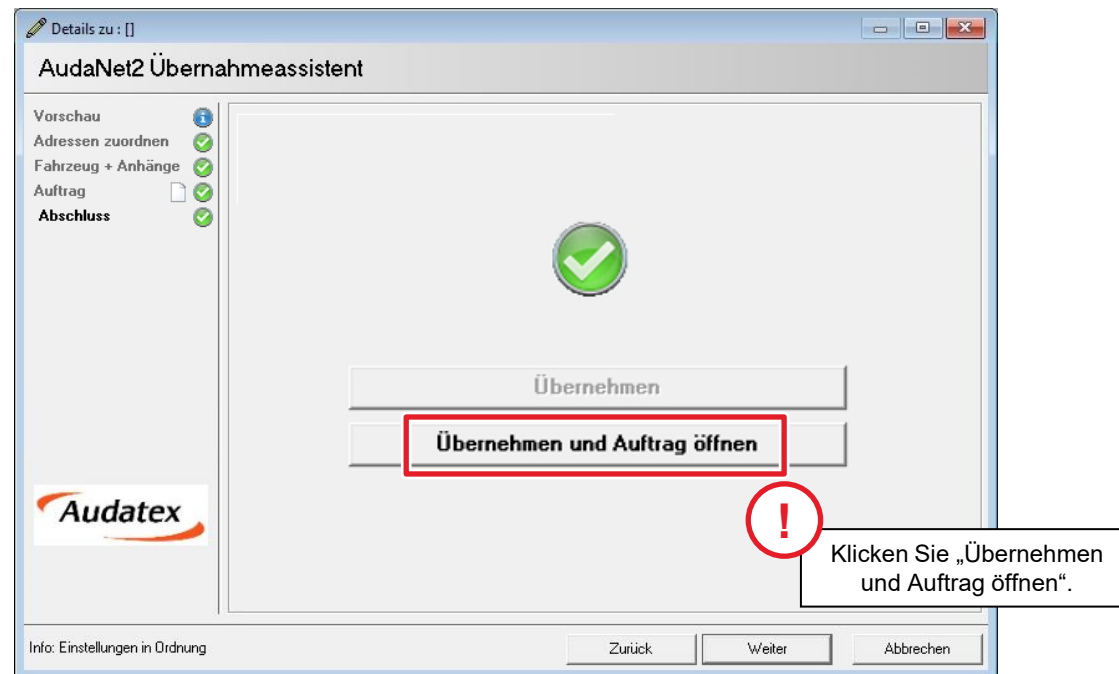 Details zu : []
AudaNet2 Übernahmeassistent
Vorschau
Adressen zuordnen
Fahrzeug + Anhänge
Auftrag
Abschluss
Übernehmen
Übernehmen und Auftrag öffnen
Audatex
!
Klicken Sie „Übernehmen
und Auftrag öffnen“.
Info: Einstellungen in Ordnung
Zurück
Weiter
Abbrechen